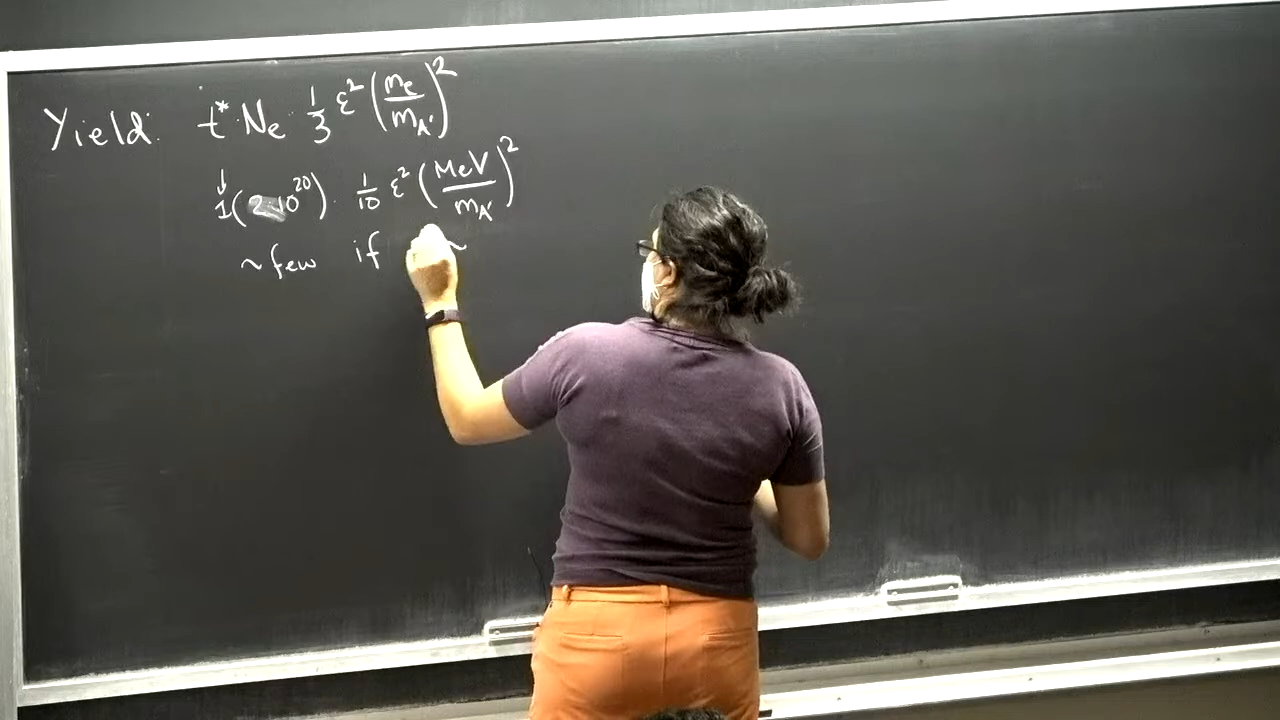 Yield: t* · Ne · 1/3 ε² (me/mA')²
↓
1 (2·10²⁰) · 1/10 ε² (MeV/mA')²
~ few if ~